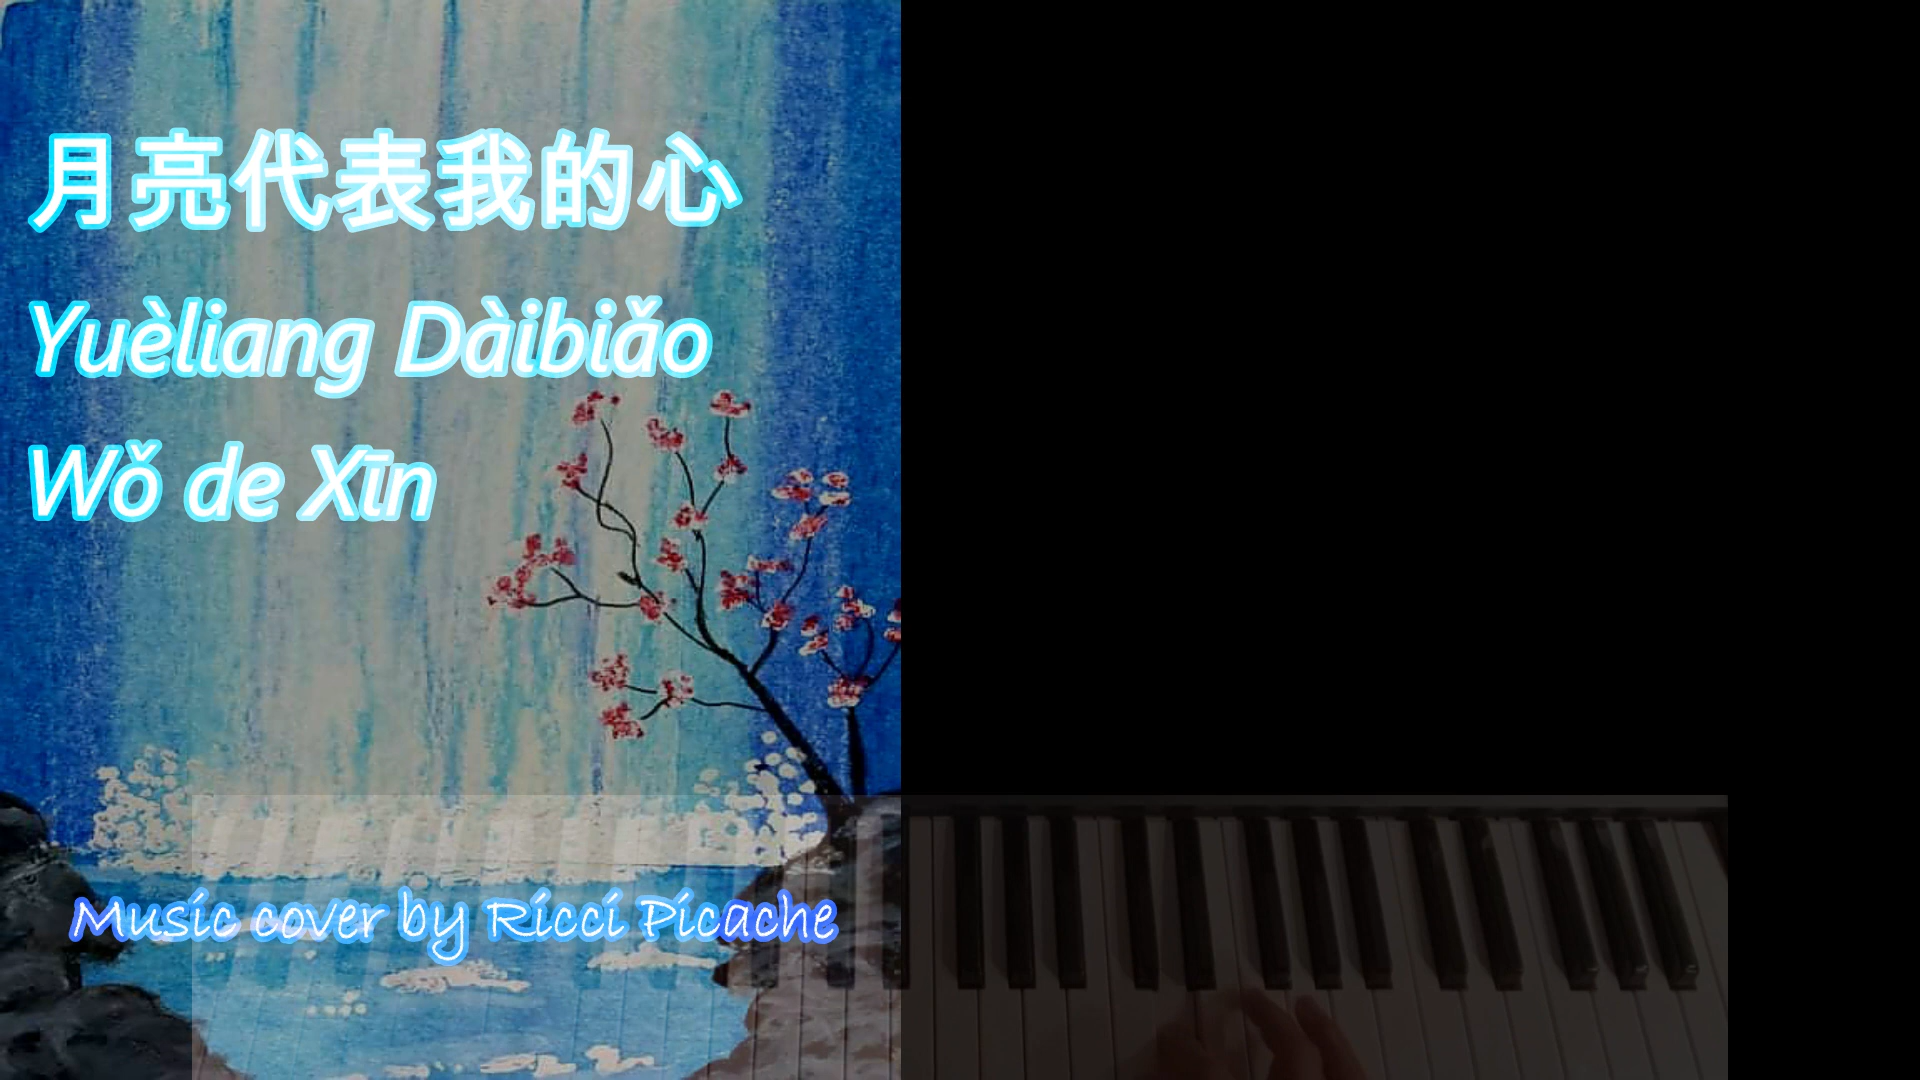 月亮代表我的心
Yuèliang Dàibiǎo
Wǒ de Xīn
Music cover by Ricci Picache